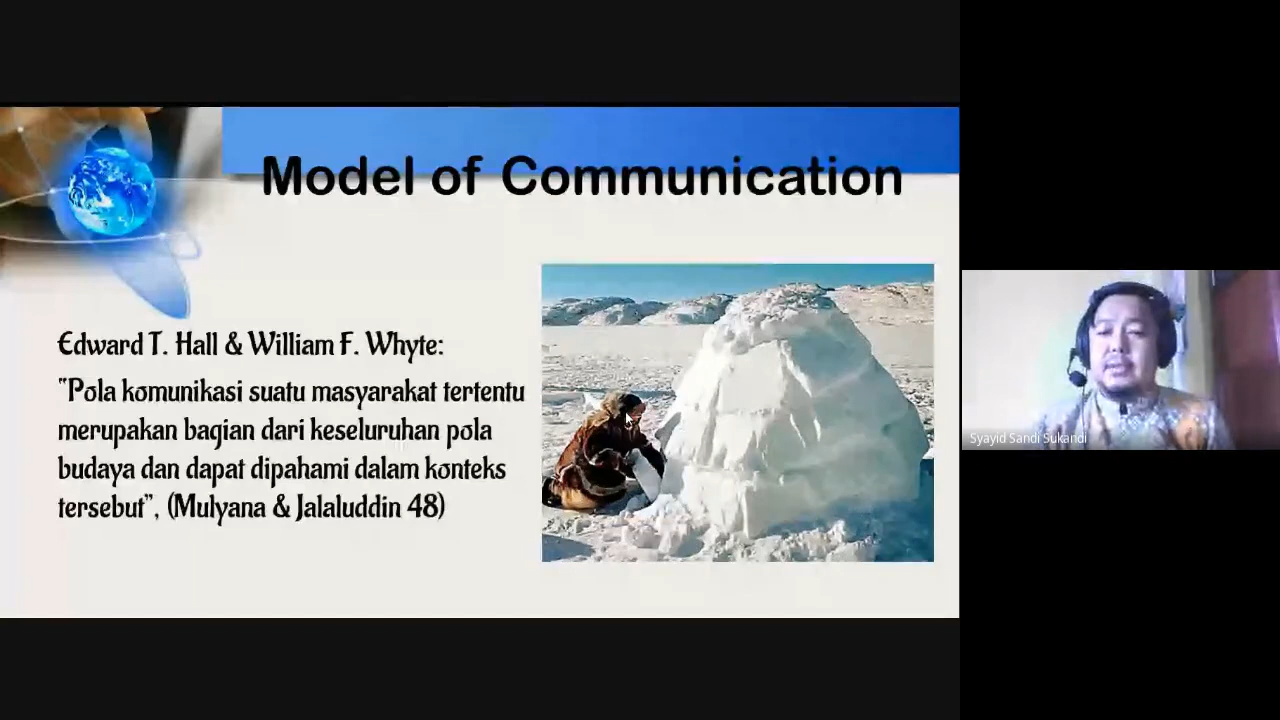 Model of Communication
Edward T. Hall & William F. Whyte:
"Pola komunikasi suatu masyarakat tertentu
merupakan bagian dari keseluruhan pola
budaya dan dapat dipahami dalam konteks
tersebut", (Mulyana & Jalaluddin 48)
Syayid Sandi Sukandi